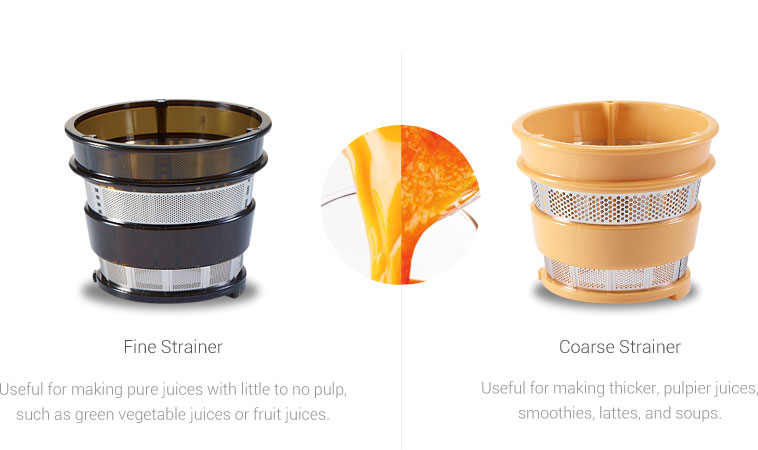 Fine Strainer
Useful for making pure juices with little to no pulp,
such as green vegetable juices or fruit juices.
Coarse Strainer
Useful for making thicker, pulpier juices,
smoothies, lattes, and soups.